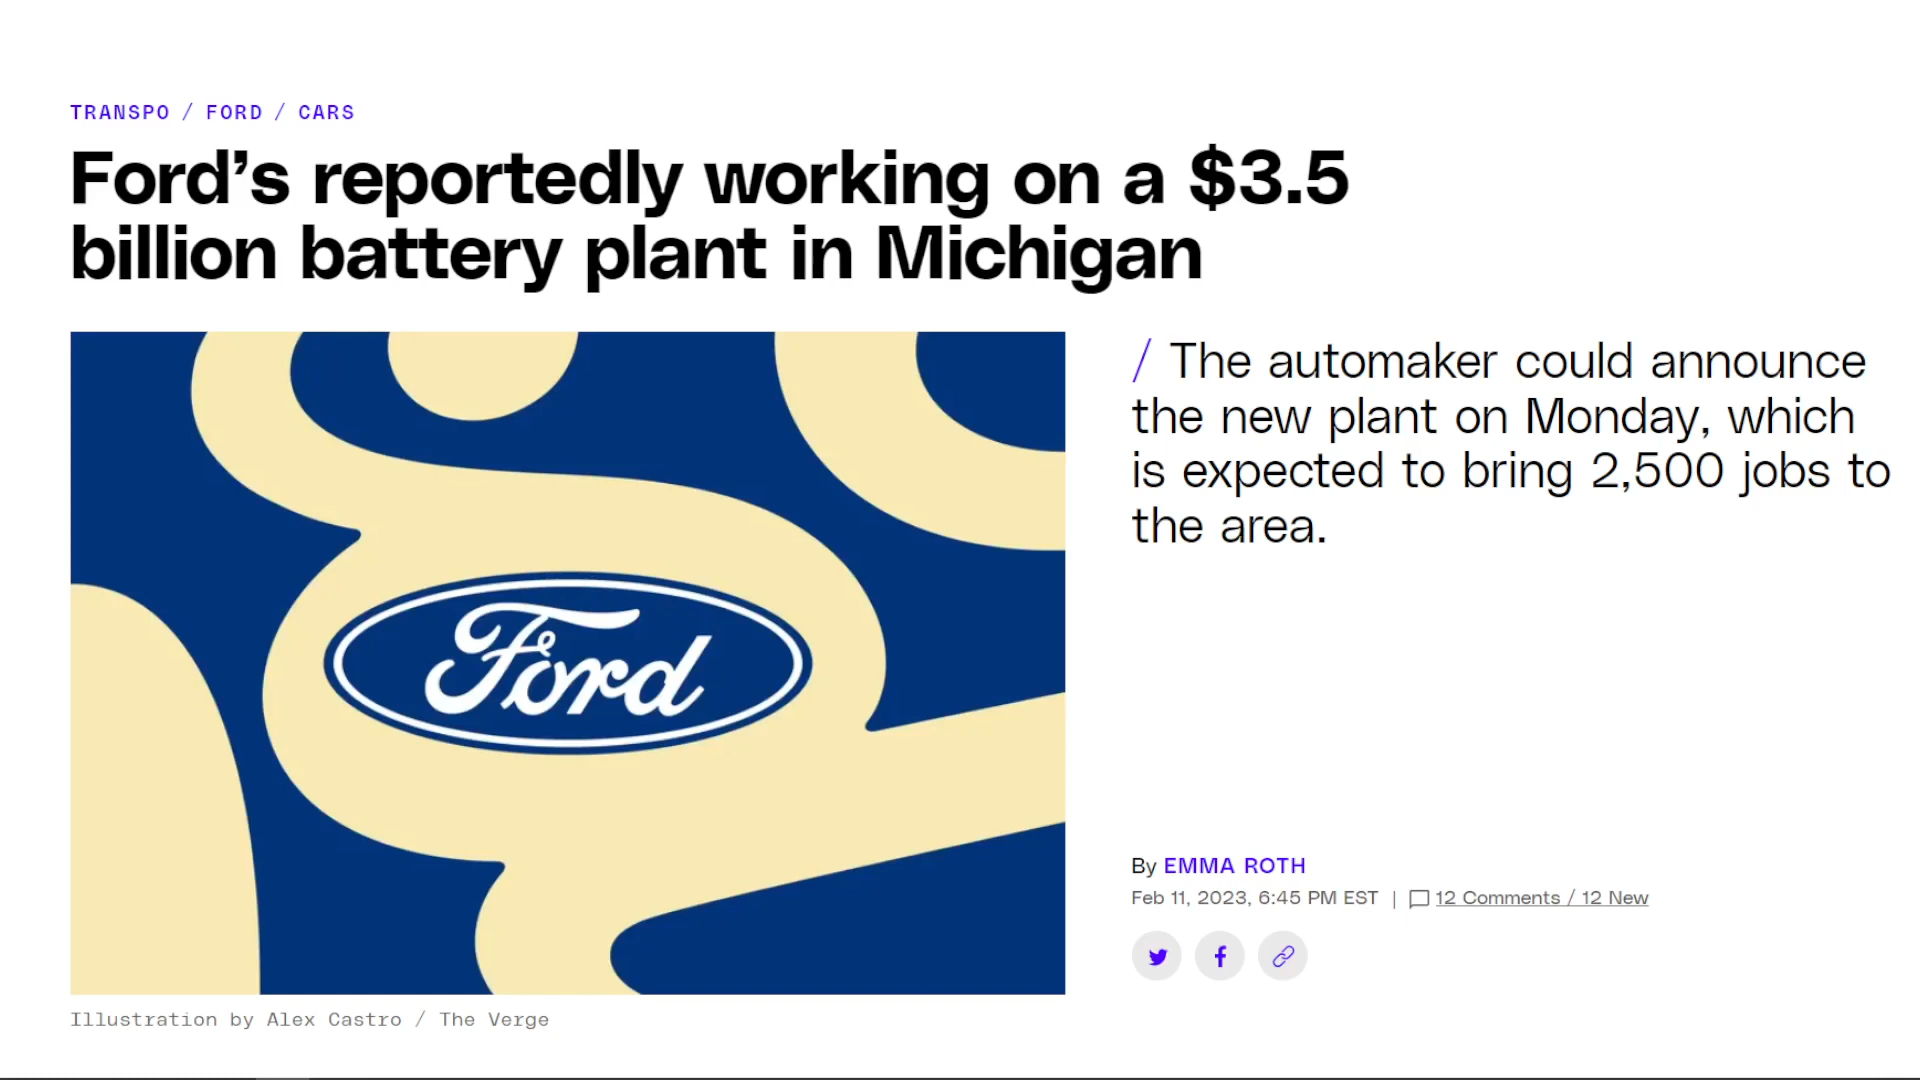 TRANSPO / FORD / CARS
Ford’s reportedly working on a $3.5
billion battery plant in Michigan
/ The automaker could announce
the new plant on Monday, which
is expected to bring 2,500 jobs to
the area.
Ford
By EMMA ROTH
Feb 11, 2023, 6:45 PM EST | 12 Comments / 12 New
Illustration by Alex Castro / The Verge